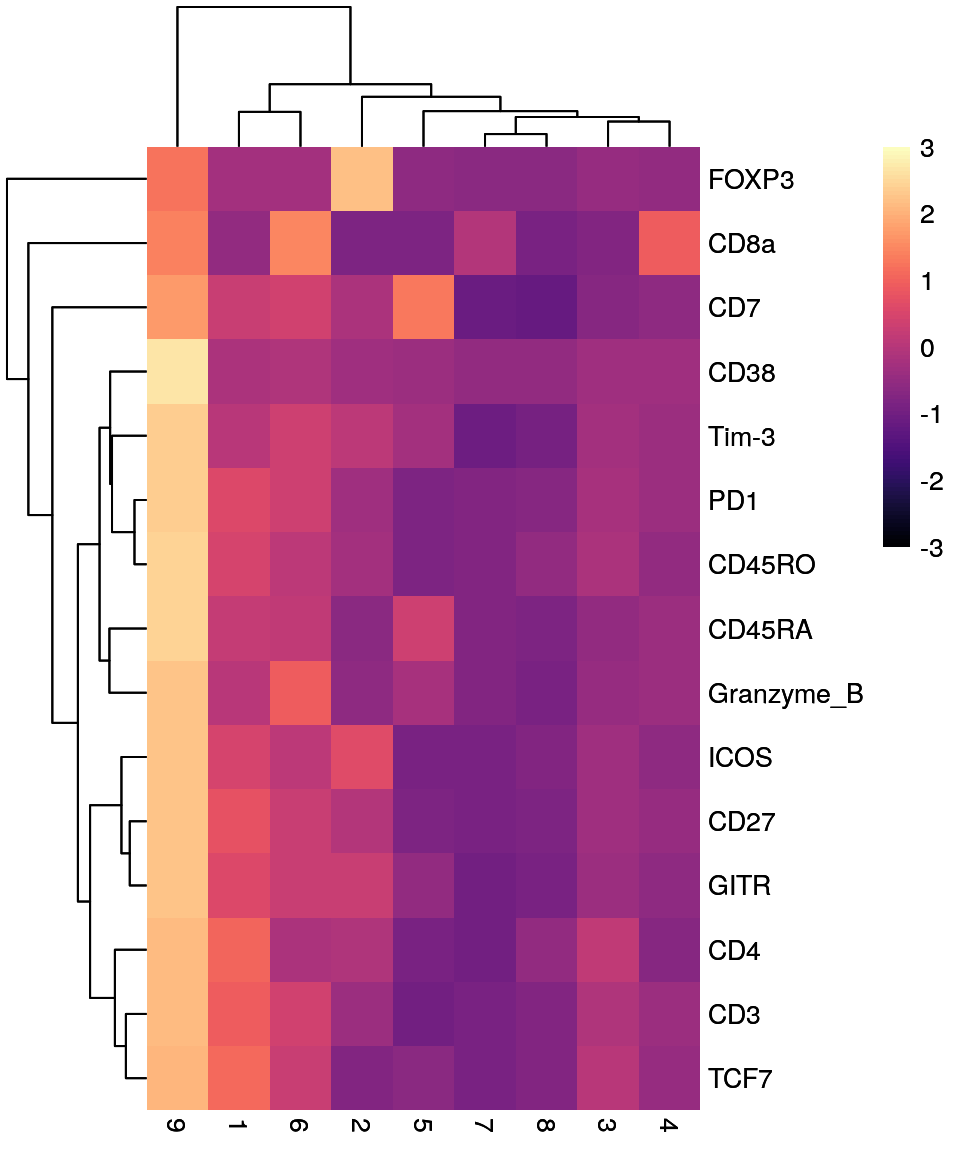 3
2
1
0
-1
-2
-3
FOXP3
CD8a
CD7
CD38
Tim-3
PD1
CD45RO
CD45RA
Granzyme_B
ICOS
CD27
GITR
CD4
CD3
TCF7
9 1 6 2 5 7 8 3 4